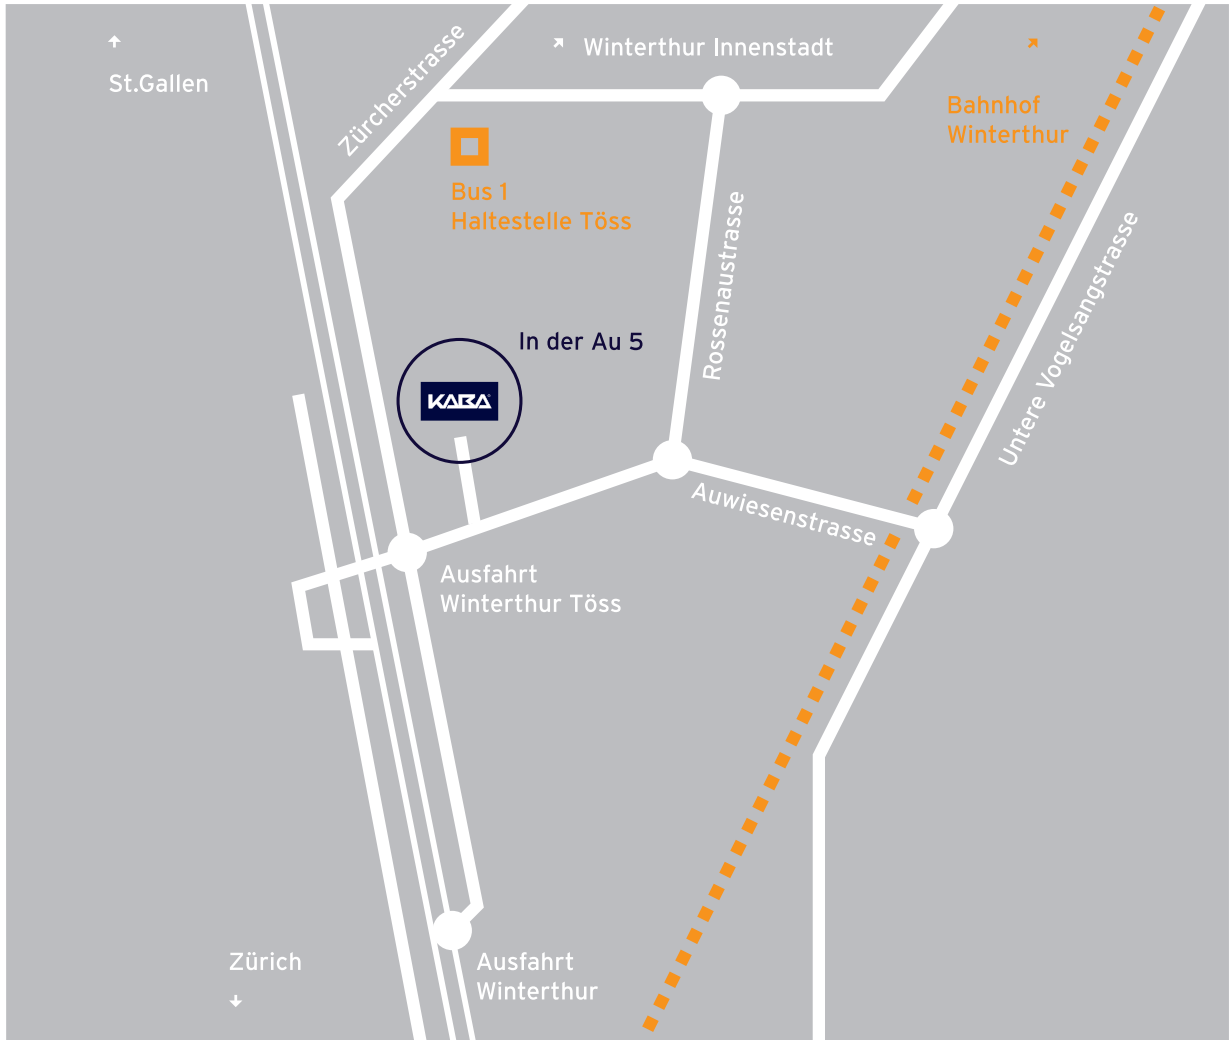 St.Gallen
Zürcherstrasse
Winterthur Innenstadt
Bahnhof
Winterthur
Bus 1
Haltestelle Töss
Rossenaustrasse
Untere Vogelsangstrasse
In der Au 5
KABA
Auwiesenstrasse
Ausfahrt
Winterthur Töss
Zürich
Ausfahrt
Winterthur